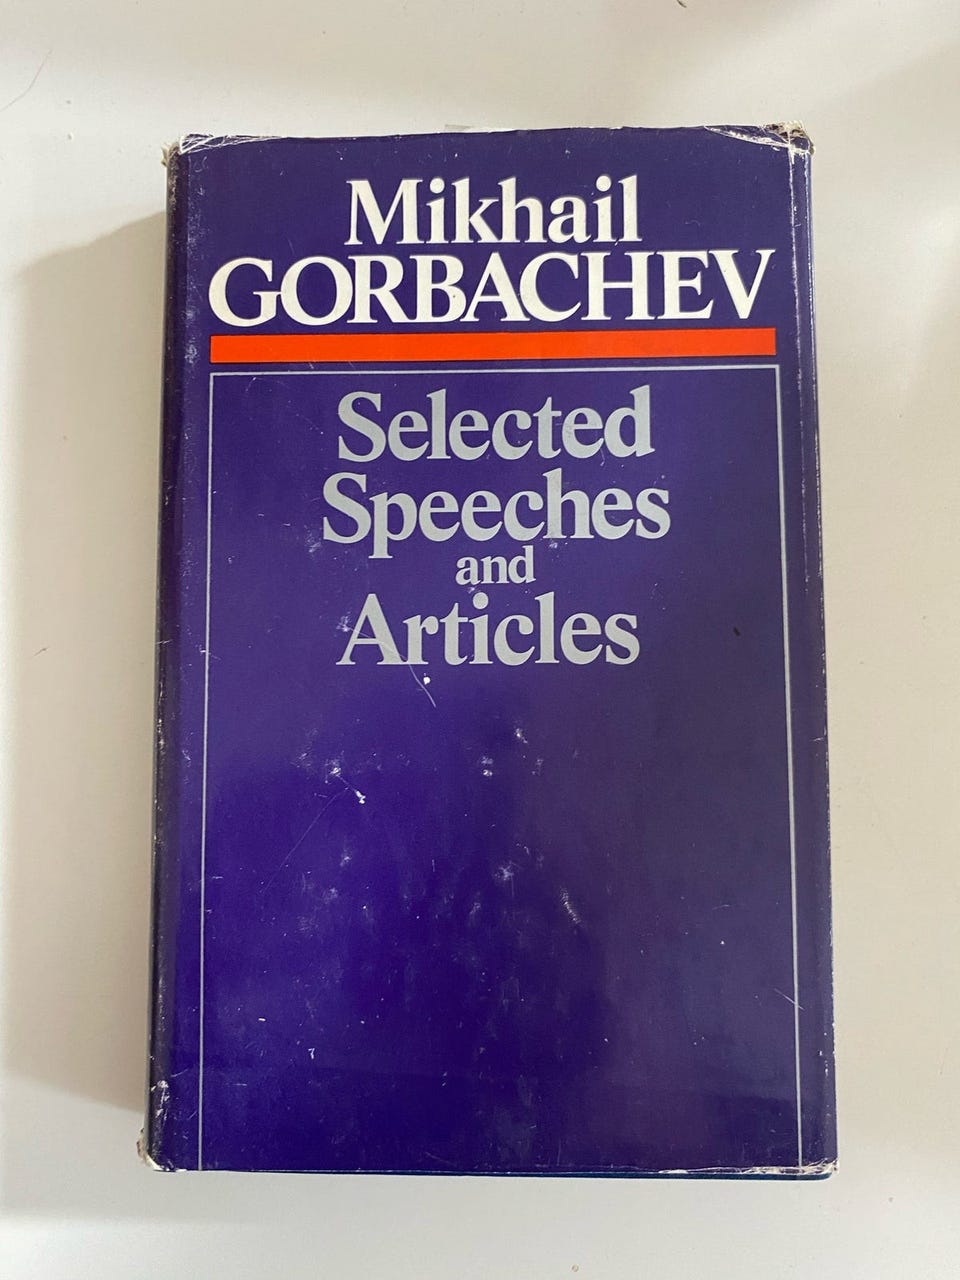 Mikhail
GORBACHEV
Selected
Speeches
and
Articles